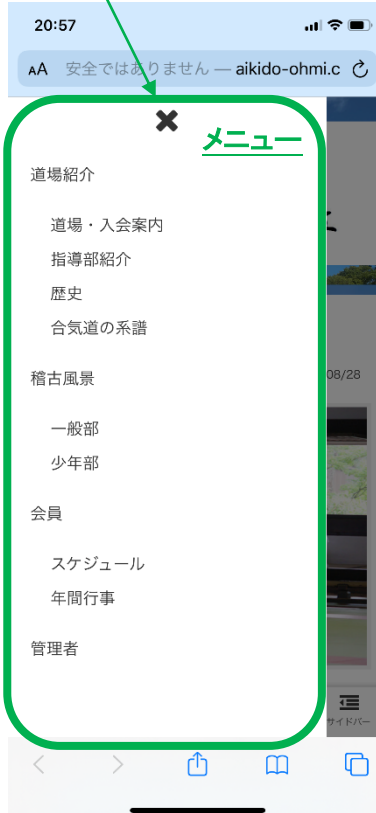 20:57
AA 安全ではありません — aikido-ohmi.c
メニュー
道場紹介
道場・入会案内
指導部紹介
歴史
合気道の系譜
08/28
稽古風景
一般部
少年部
会員
スケジュール
年間行事
管理者
サイドバー